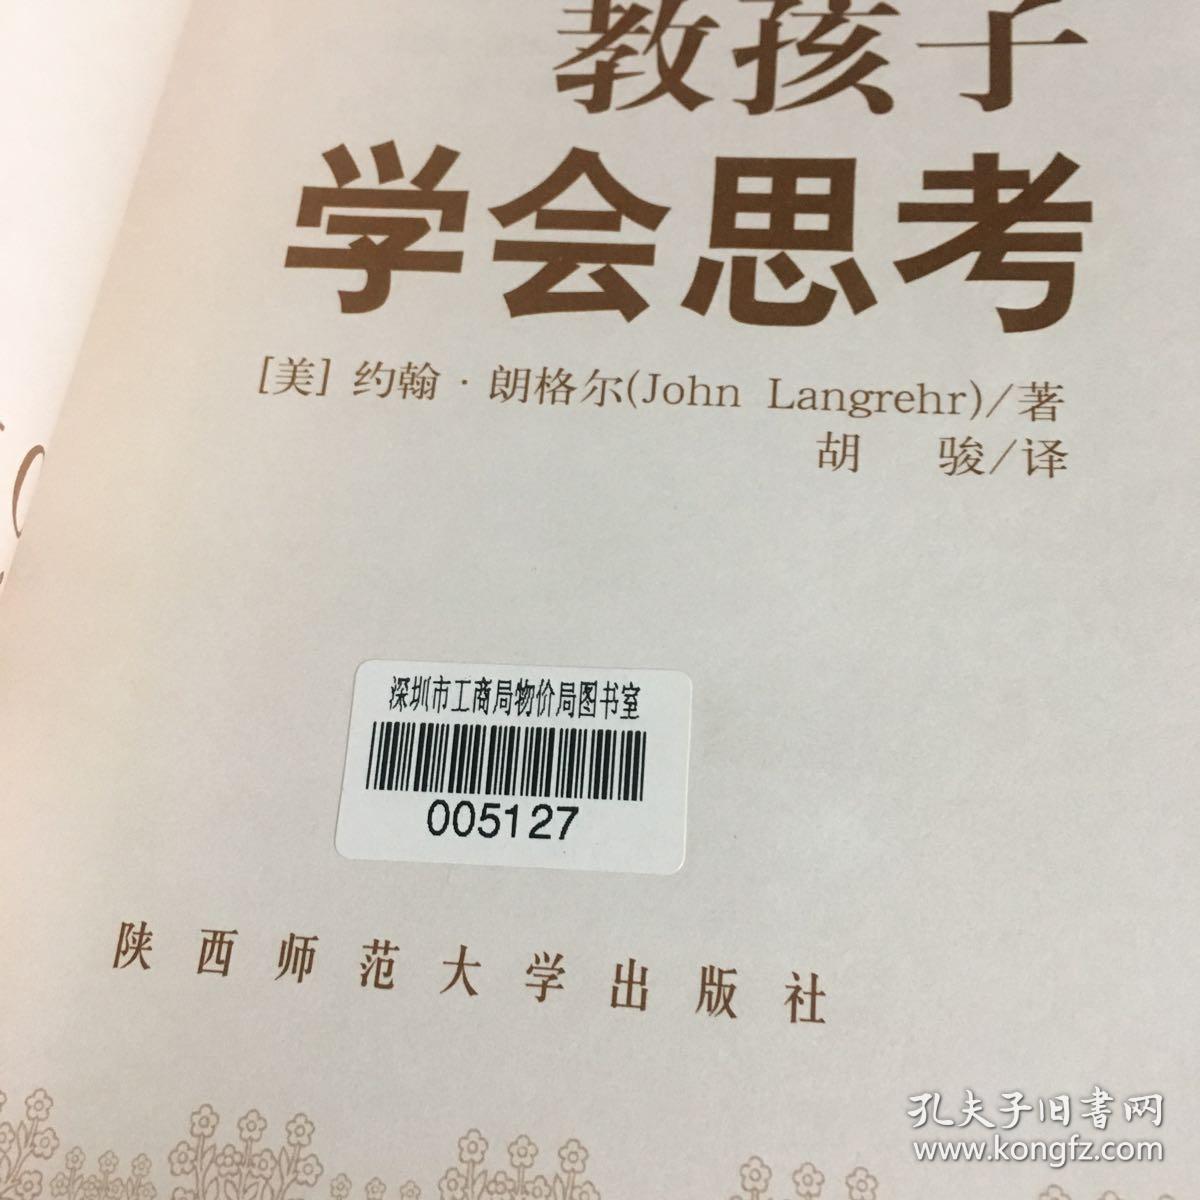 教孩子
学会思考
[美] 约翰·朗格尔(John Langrehr)/著
胡 骏/译
深圳市工商局物价局图书室
005127
陕西师范大学出版社
孔夫子旧书网
www.kongfz.com